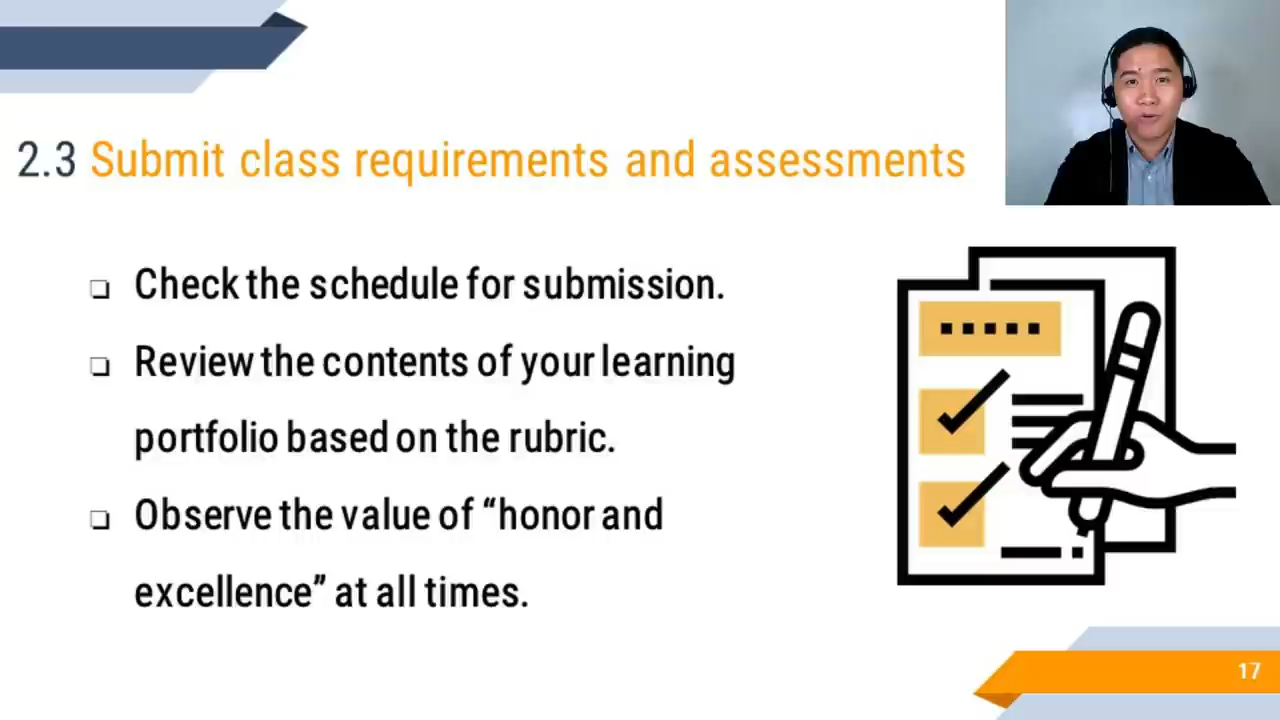 2.3 Submit class requirements and assessments
❑ Check the schedule for submission.
❑ Review the contents of your learning
portfolio based on the rubric.
❑ Observe the value of “honor and
excellence” at all times.
17